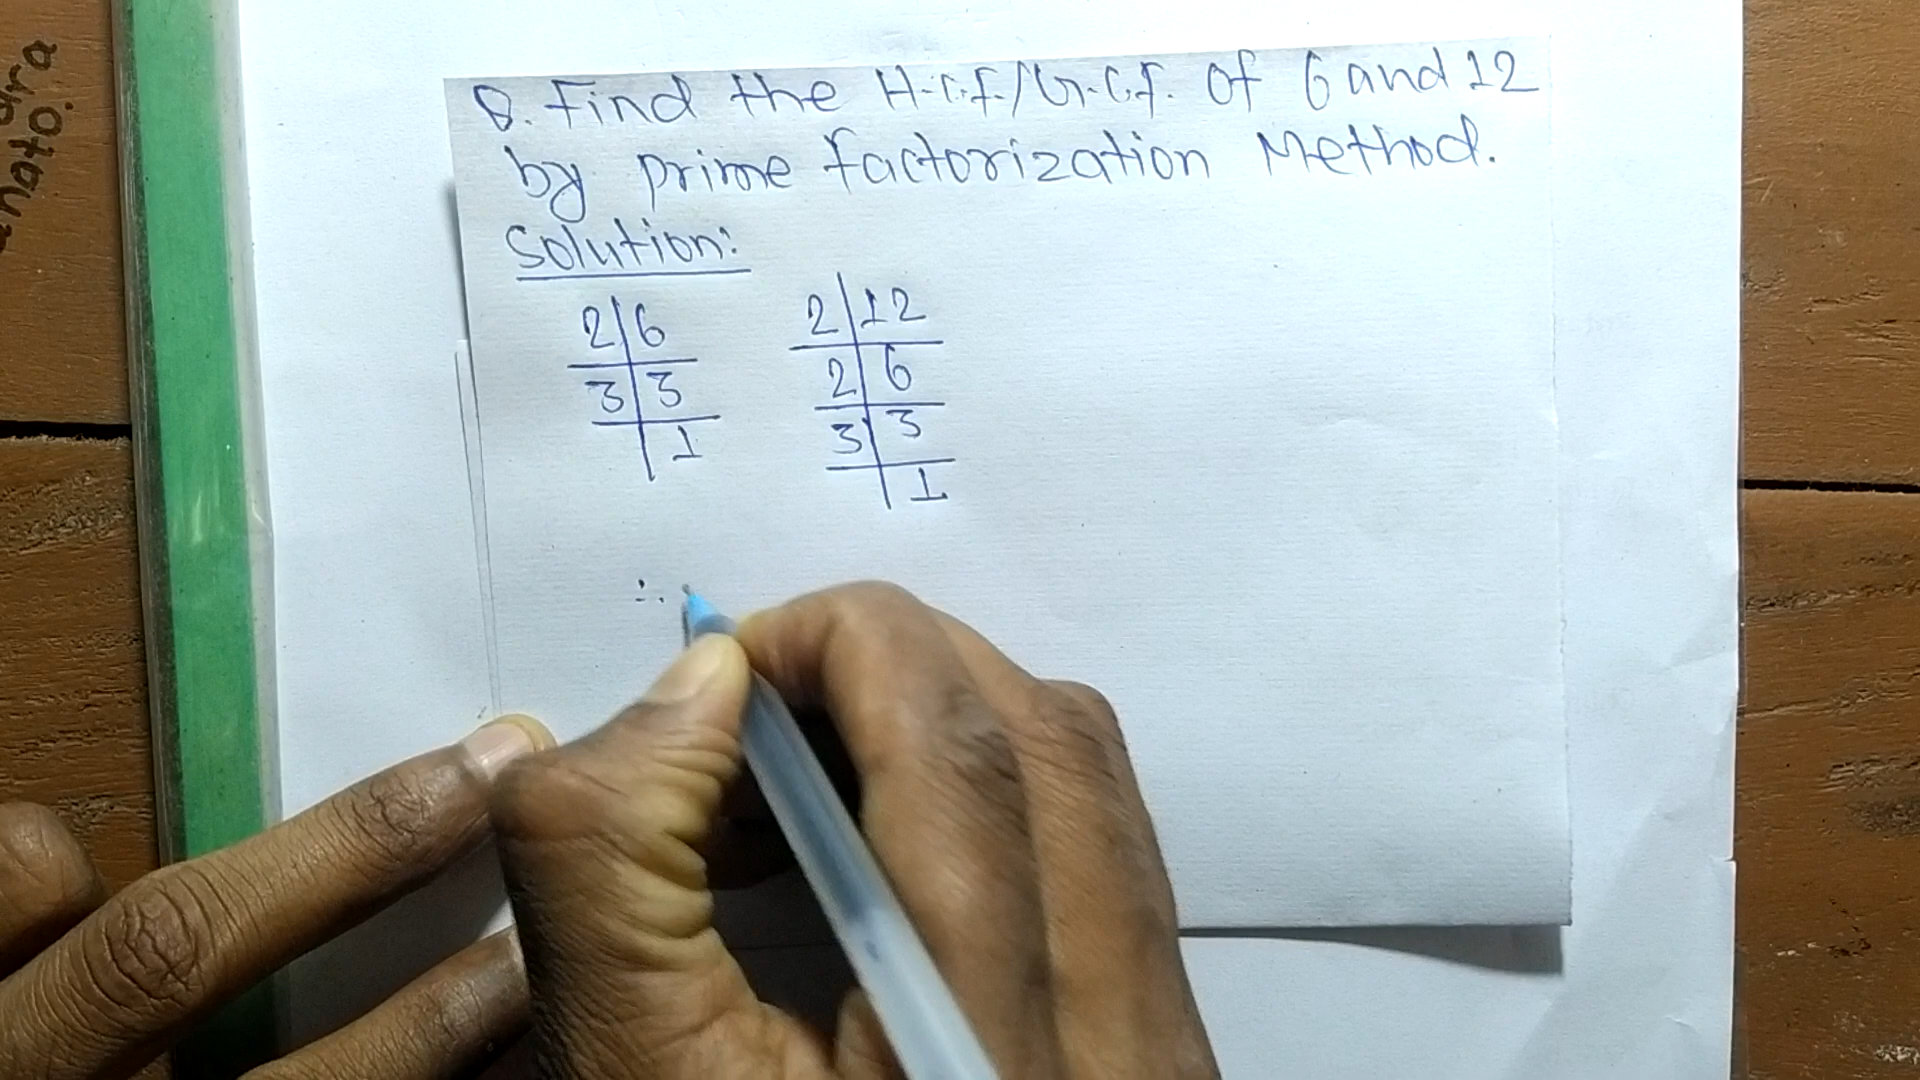 Q. Find the H.C.F./G.C.F. of 6 and 12
by prime factorization Method.
Solution:
2 | 6
3 | 3
1
2 | 12
2 | 6
3 | 3
1
∴